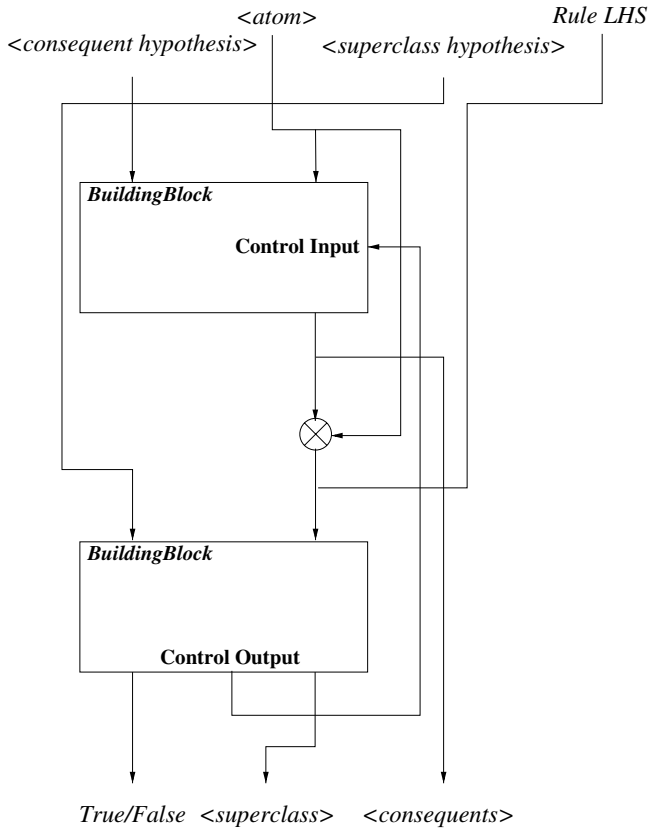 <atom>
Rule LHS
<consequent hypothesis>
<superclass hypothesis>
BuildingBlock
Control Input
BuildingBlock
Control Output
True/False
<superclass>
<consequents>